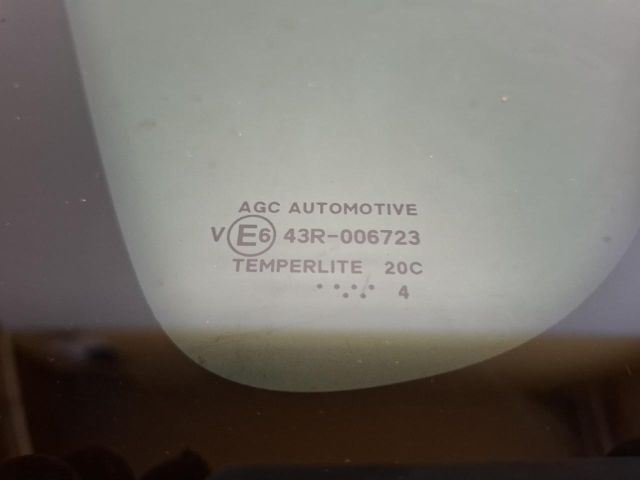 AGC AUTOMOTIVE
V E6 43R-006723
TEMPERLITE 20C
4